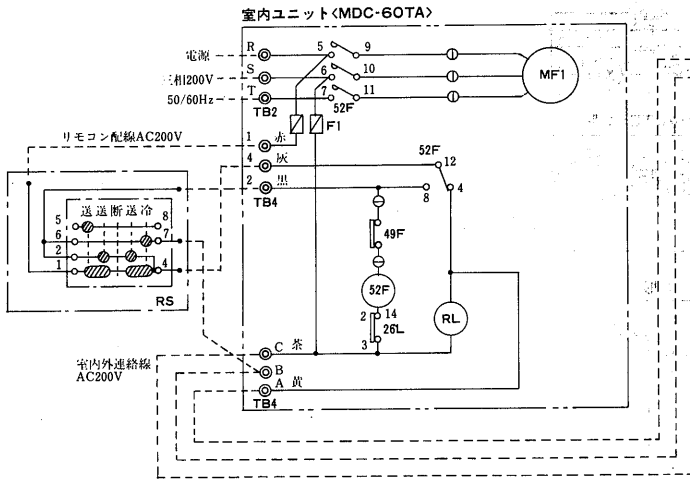 室内ユニット<MDC-60TA>
電源 R 5 9
三相200V S 6 10 MF1
50/60Hz T 7 11
TB2 52F
F1
リモコン配線AC200V 1 赤
4 灰 52F 12
2 黒 8 4
TB4
送送断送冷
5 8
6 7
2
1 4
RS
49F
52F
2 14
26L
3
RL
C 茶
室内外連絡線
AC200V
B
A 黄
TB4